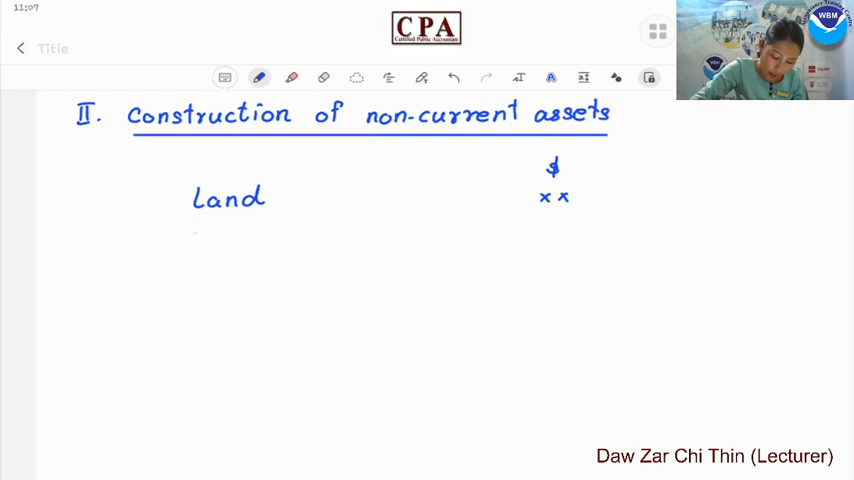 11:07
CPA
Certified Public Accountant
Title
WBM
II. Construction of non-current assets
$
Land xx
Daw Zar Chi Thin (Lecturer)